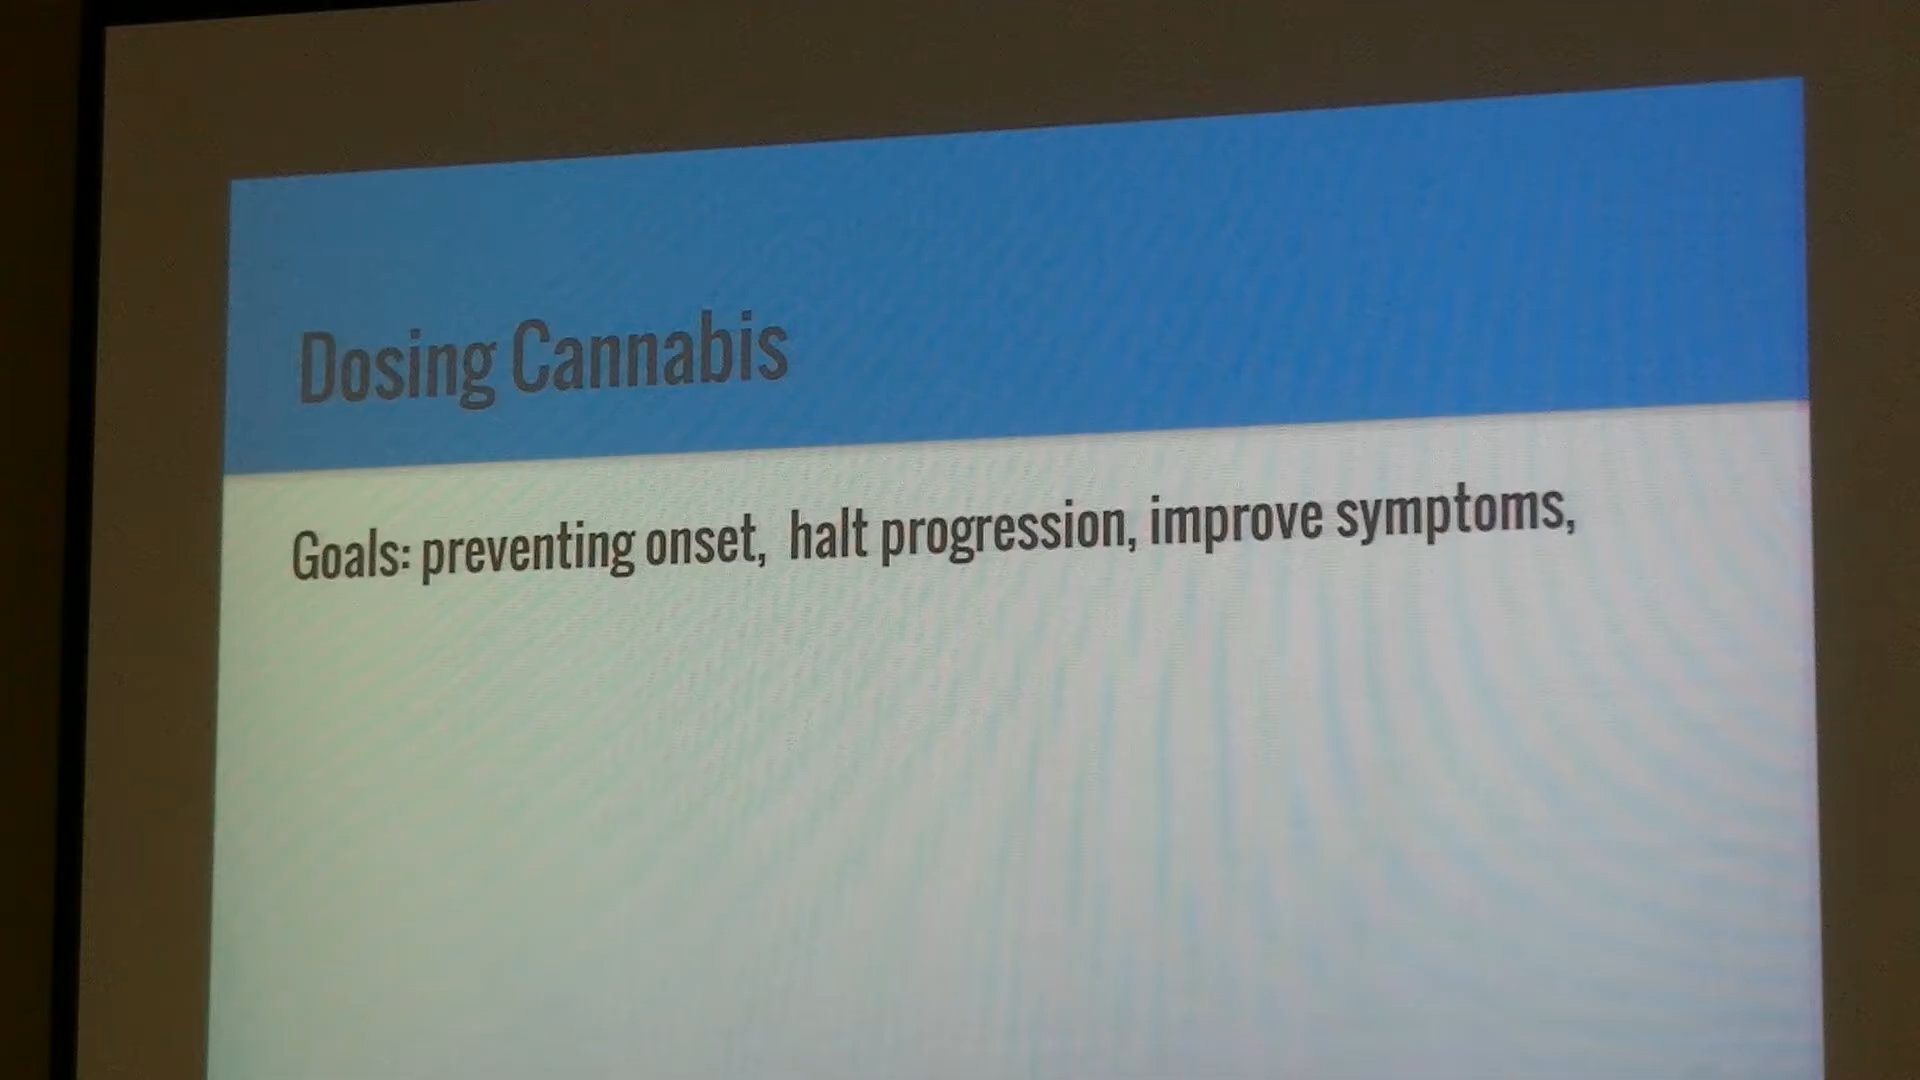 Dosing Cannabis
Goals: preventing onset, halt progression, improve symptoms,